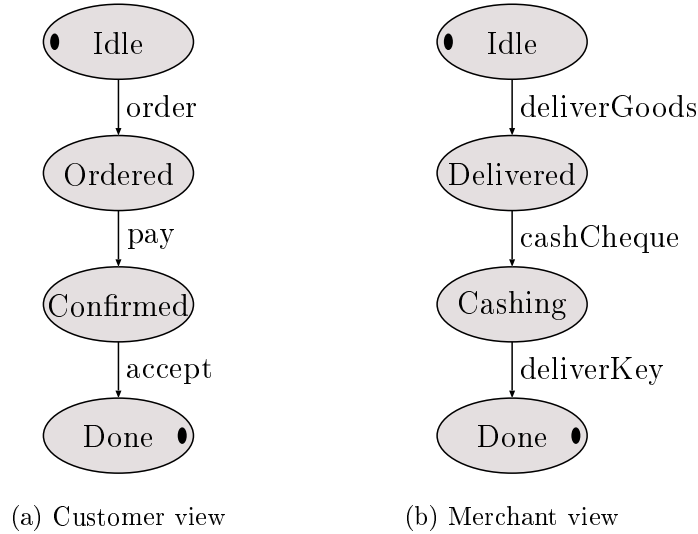 Idle
order
Ordered
pay
Confirmed
accept
Done
(a) Customer view
Idle
deliverGoods
Delivered
cashCheque
Cashing
deliverKey
Done
(b) Merchant view